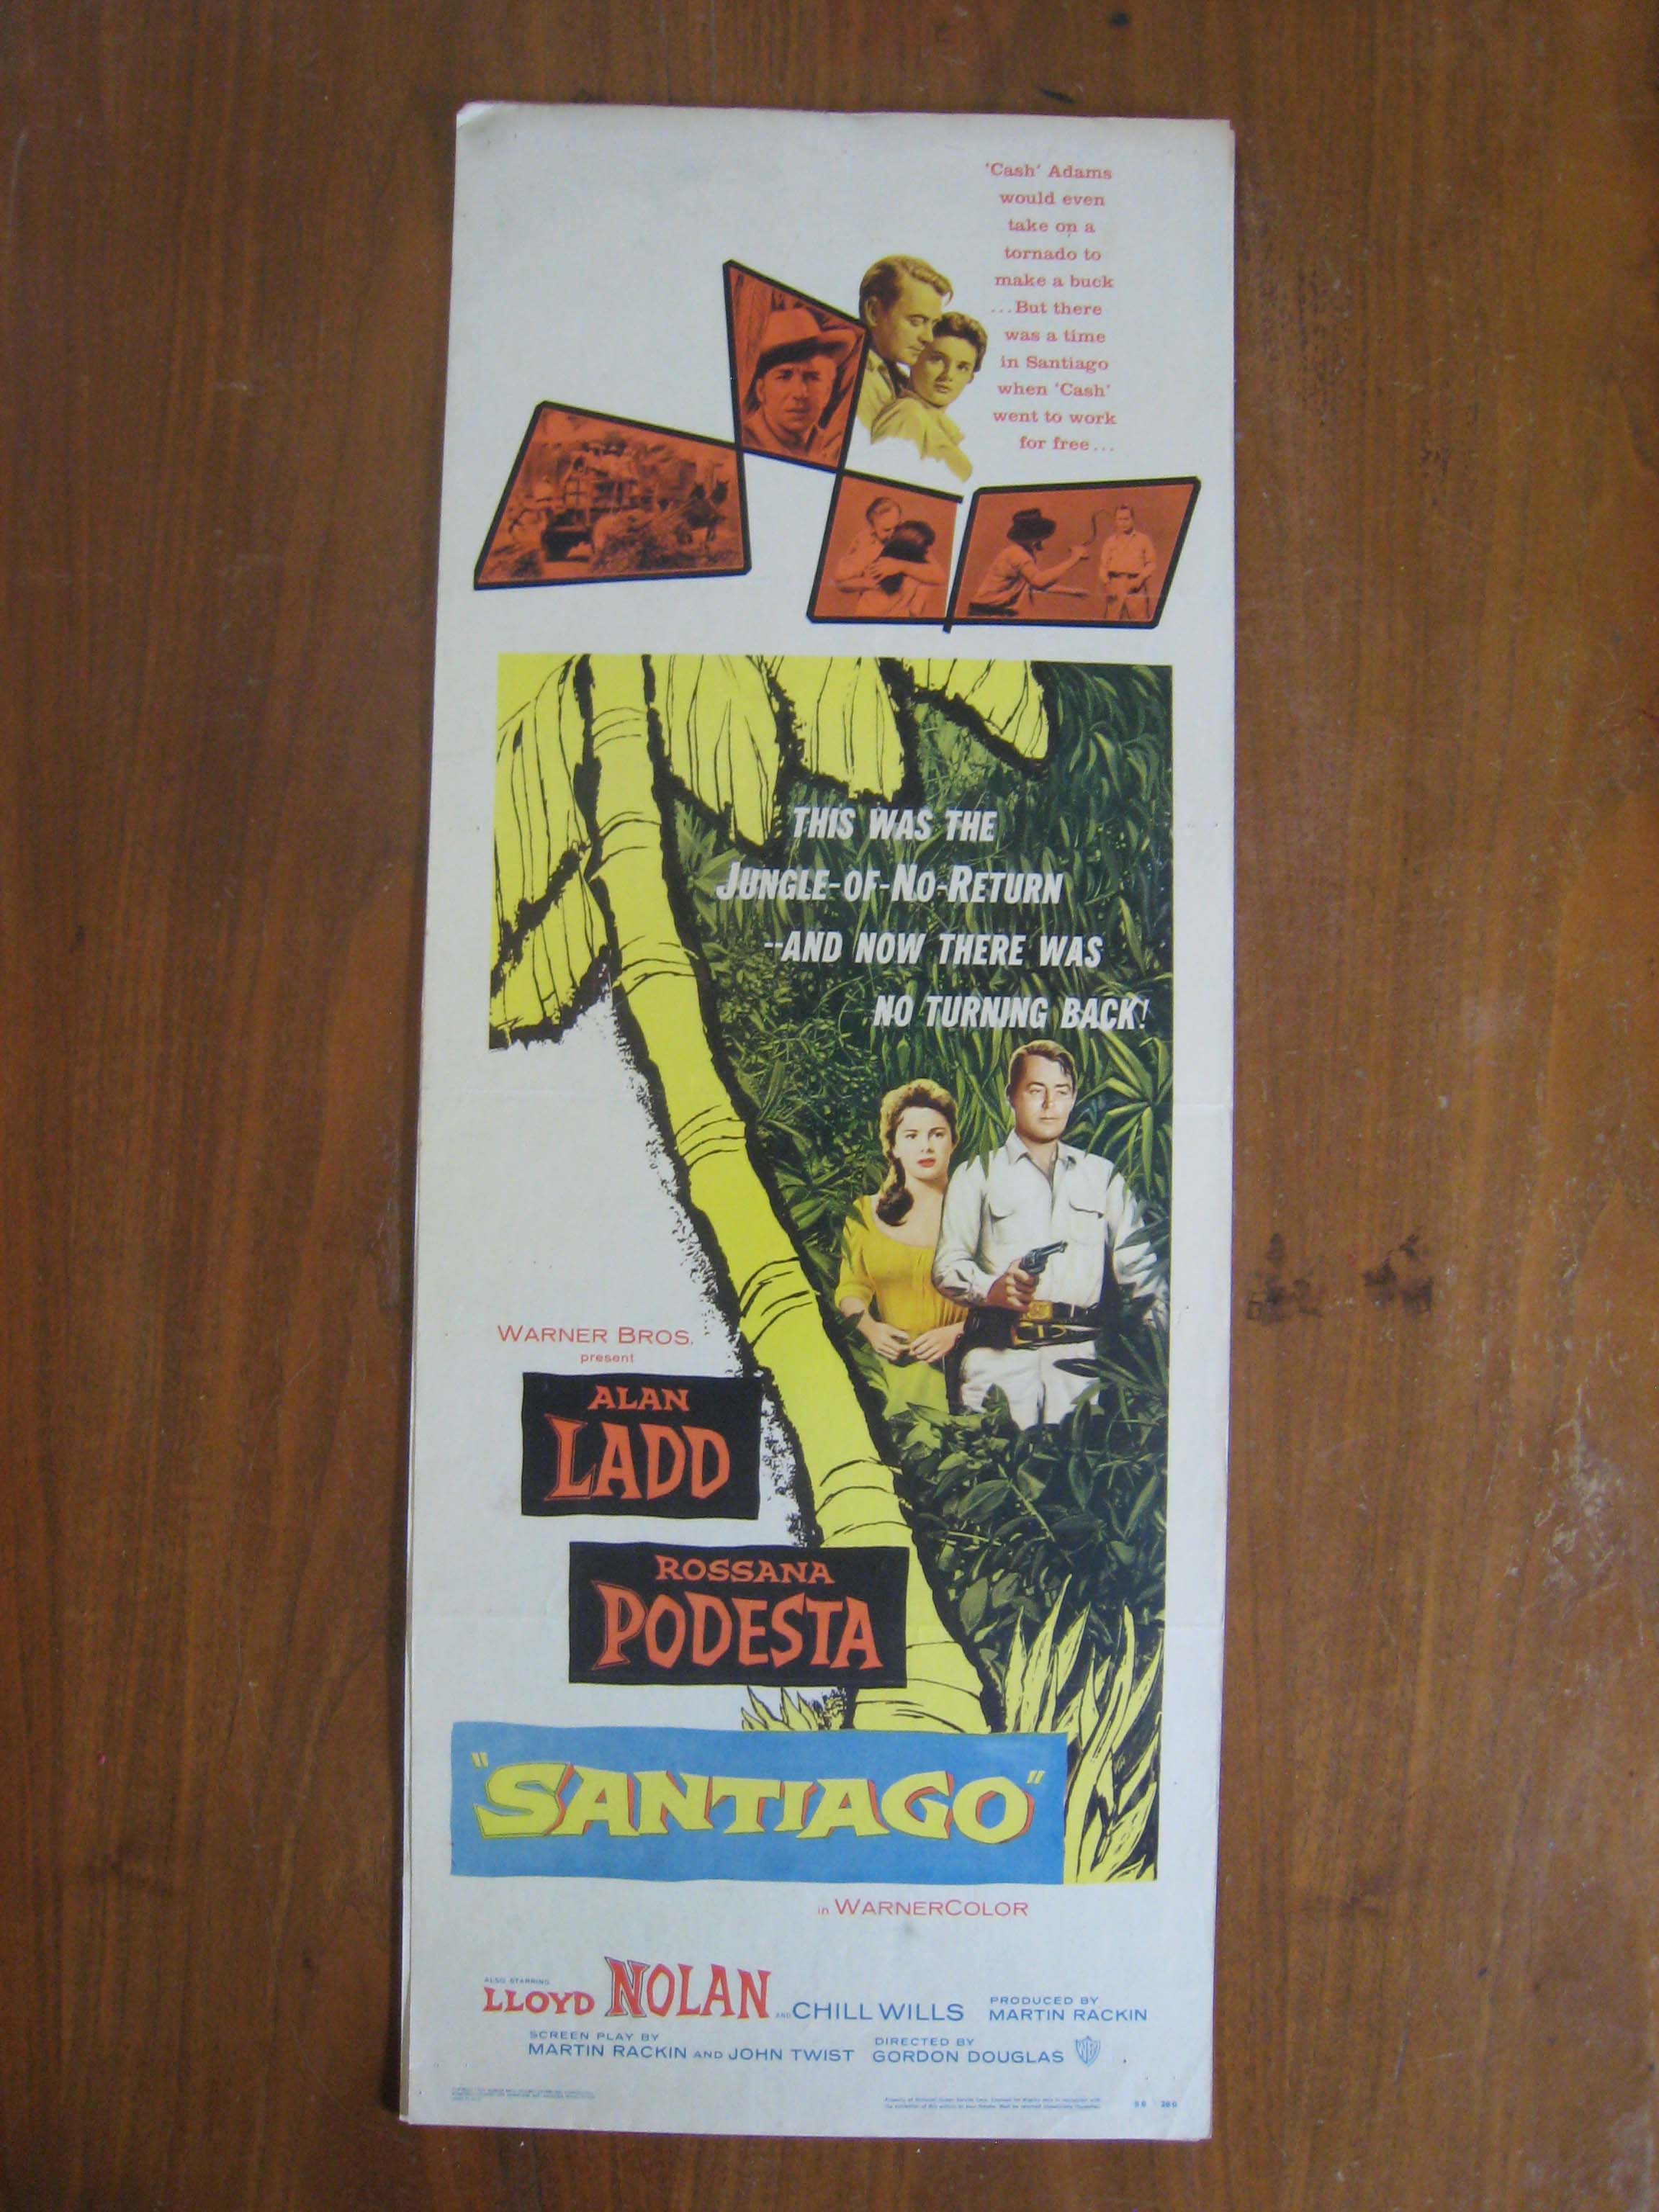 'Cash' Adams
would even
take on a
tornado to
make a buck
...But there
was a time
in Santiago
when 'Cash'
went to work
for free...
THIS WAS THE
JUNGLE-OF-NO-RETURN
--AND NOW THERE WAS
NO TURNING BACK!
WARNER BROS.
present
ALAN
LADD
ROSSANA
PODESTA
"SANTIAGO"
in WARNERCOLOR
ALSO STARRING
LLOYD NOLAN AND CHILL WILLS
PRODUCED BY
MARTIN RACKIN
SCREEN PLAY BY
MARTIN RACKIN AND JOHN TWIST
DIRECTED BY
GORDON DOUGLAS
WB